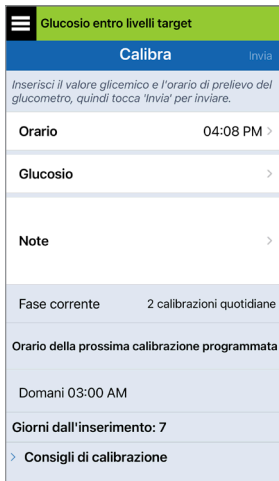 Glucosio entro livelli target
Calibra Invia
Inserisci il valore glicemico e l'orario di prelievo del
glucometro, quindi tocca 'Invia' per inviare.
Orario 04:08 PM >
Glucosio >
Note >
Fase corrente 2 calibrazioni quotidiane
Orario della prossima calibrazione programmata
Domani 03:00 AM
Giorni dall'inserimento: 7
> Consigli di calibrazione